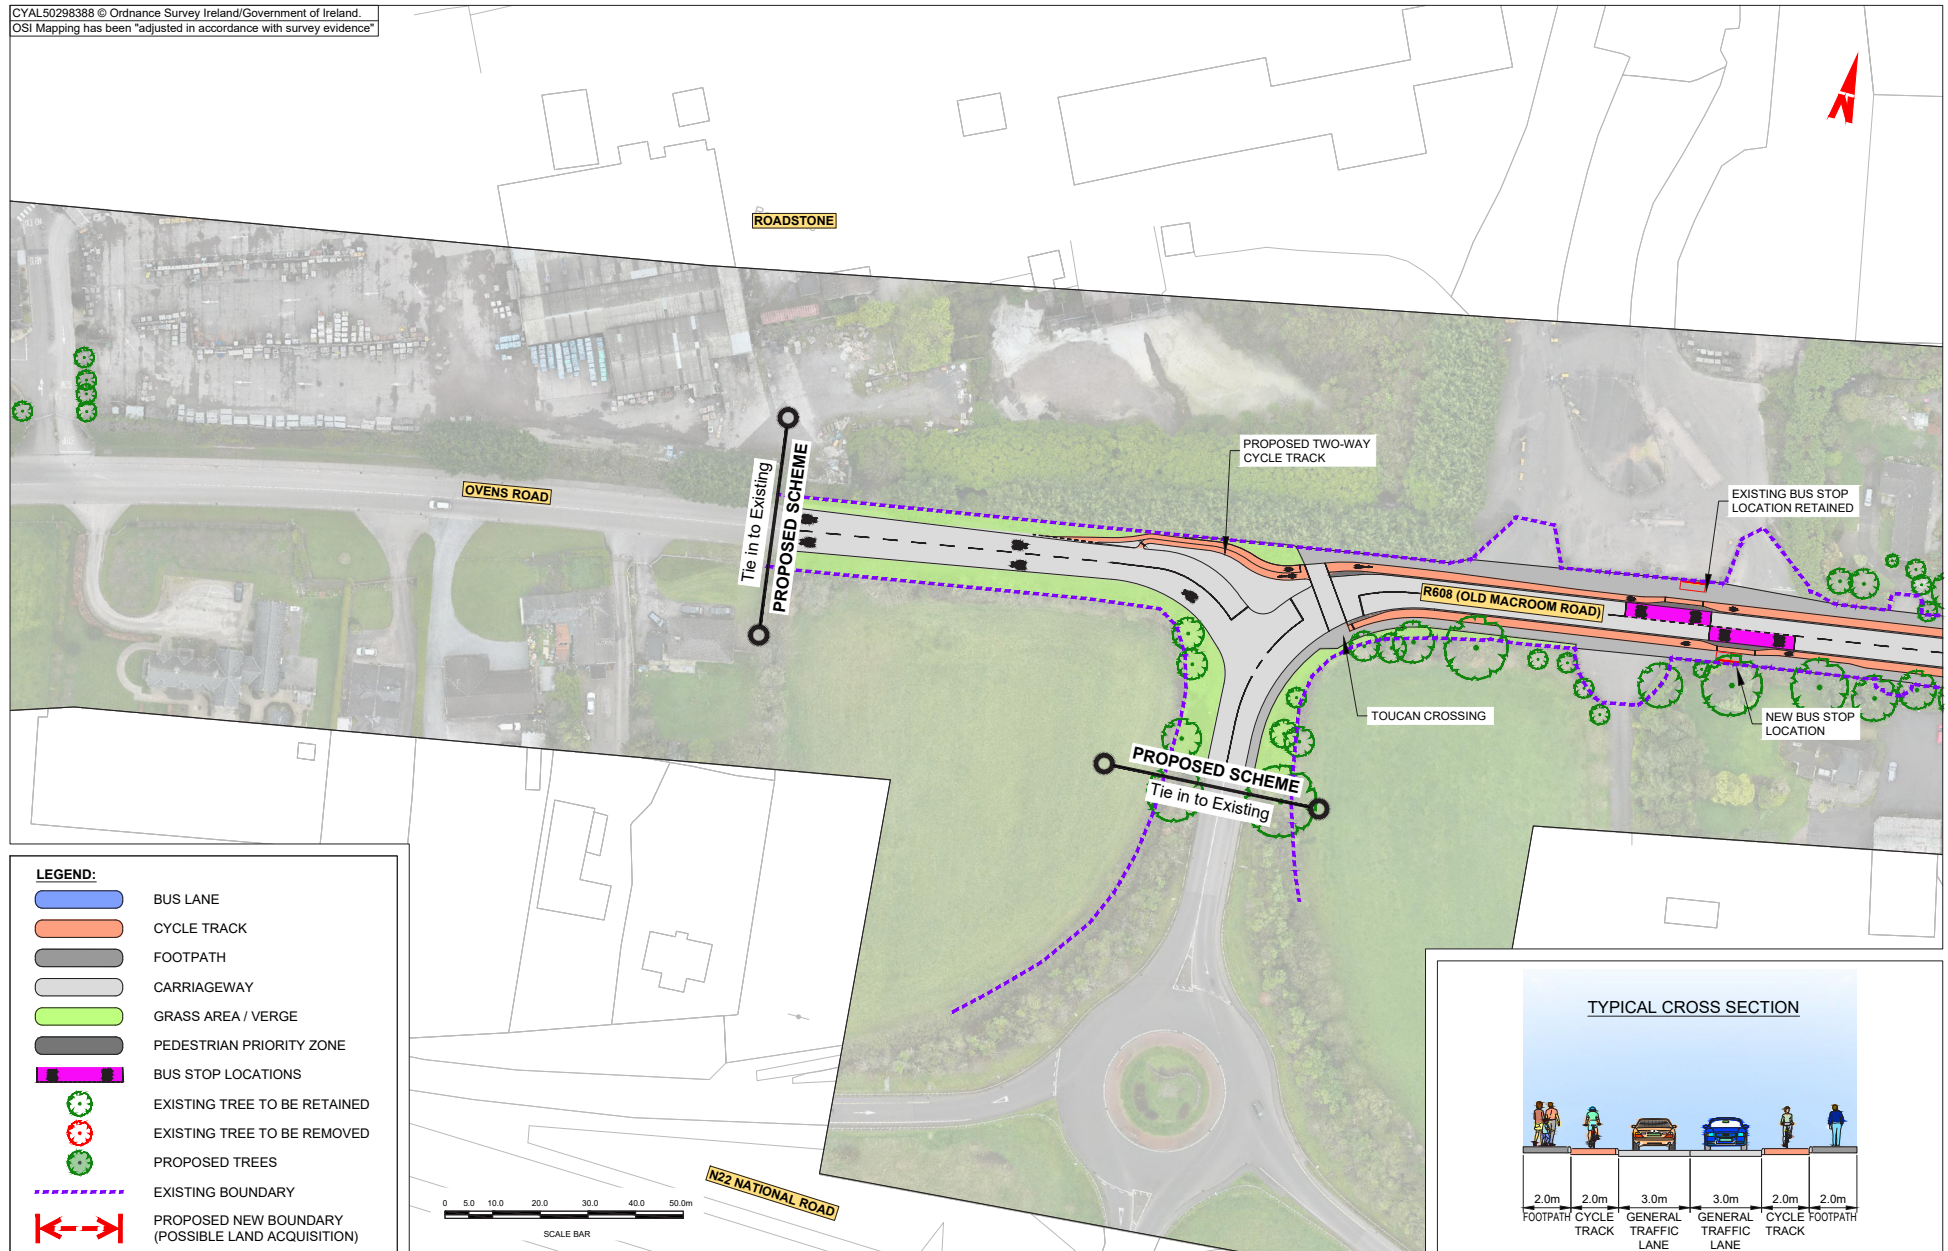 CYAL50298388 © Ordnance Survey Ireland/Government of Ireland.
OSI Mapping has been "adjusted in accordance with survey evidence"
N
ROADSTONE
PROPOSED TWO-WAY
CYCLE TRACK
EXISTING BUS STOP
LOCATION RETAINED
OVENS ROAD
Tie in to Existing
PROPOSED SCHEME
R608 (OLD MACROOM ROAD)
TOUCAN CROSSING
NEW BUS STOP
LOCATION
PROPOSED SCHEME
Tie in to Existing
LEGEND:
BUS LANE
CYCLE TRACK
FOOTPATH
CARRIAGEWAY
GRASS AREA / VERGE
PEDESTRIAN PRIORITY ZONE
BUS STOP LOCATIONS
EXISTING TREE TO BE RETAINED
EXISTING TREE TO BE REMOVED
PROPOSED TREES
EXISTING BOUNDARY
PROPOSED NEW BOUNDARY
(POSSIBLE LAND ACQUISITION)
N22 NATIONAL ROAD
0 5.0 10.0 20.0 30.0 40.0 50.0m
SCALE BAR
TYPICAL CROSS SECTION
2.0m 2.0m 3.0m 3.0m 2.0m 2.0m
FOOTPATH CYCLE GENERAL GENERAL CYCLE FOOTPATH
TRACK TRAFFIC TRAFFIC TRACK
LANE LANE